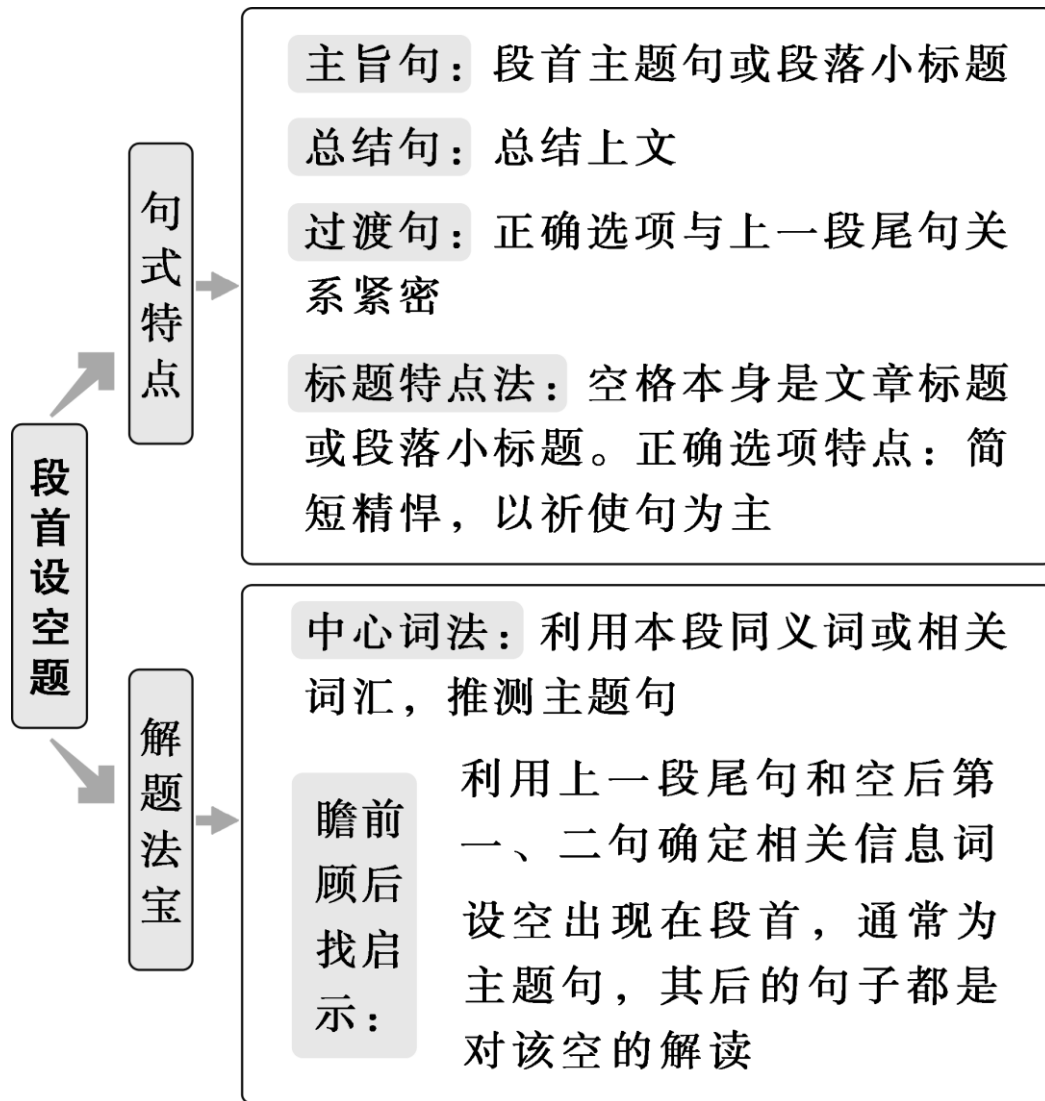 段首设空题
句式特点
主旨句：段首主题句或段落小标题
总结句：总结上文
过渡句：正确选项与上一段尾句关
系紧密
标题特点法：空格本身是文章标题
或段落小标题。正确选项特点：简
短精悍，以祈使句为主
解题法宝
中心词法：利用本段同义词或相关
词汇，推测主题句
瞻前
顾后
找启
示：
利用上一段尾句和空后第
一、二句确定相关信息词
设空出现在段首，通常为
主题句，其后的句子都是
对该空的解读